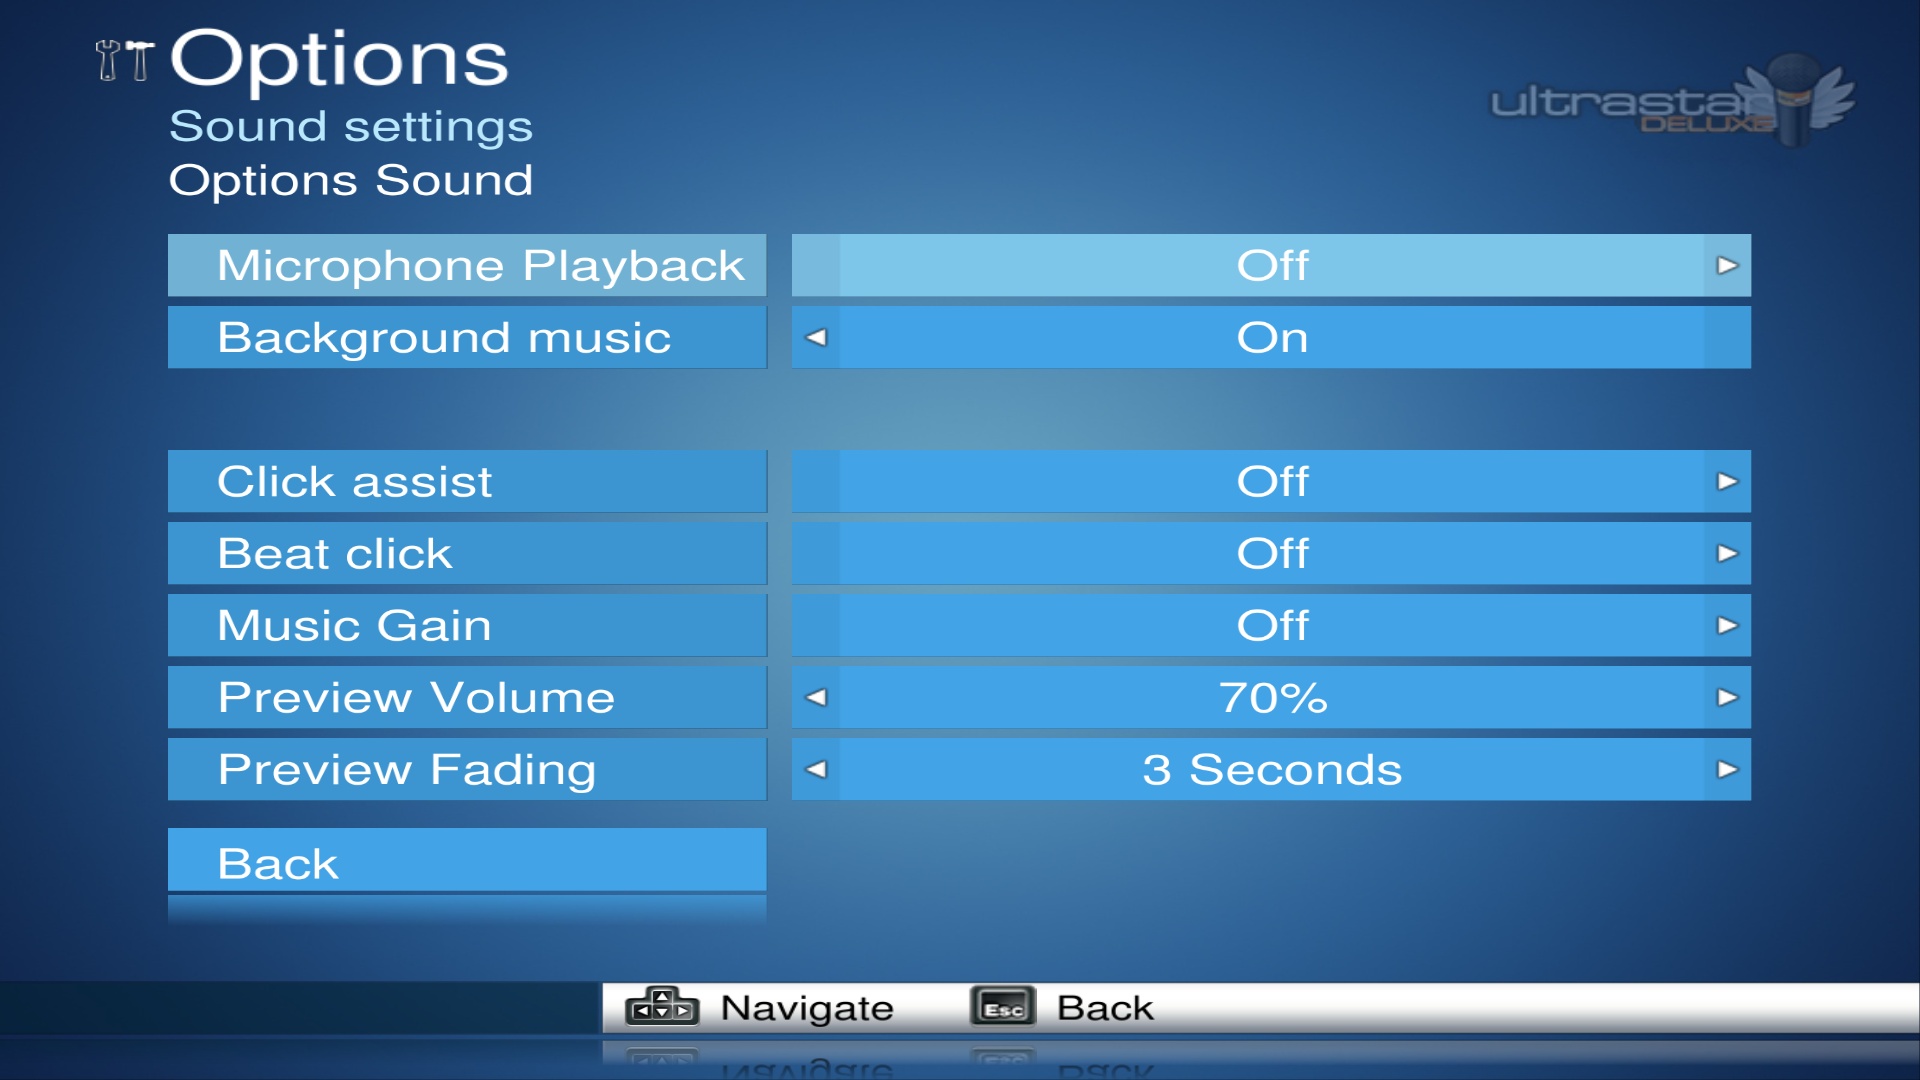 Options
ultrastar
DELUXE
Sound settings
Options Sound
Microphone Playback Off
Background music On
Click assist Off
Beat click Off
Music Gain Off
Preview Volume 70%
Preview Fading 3 Seconds
Back
Navigate Esc Back